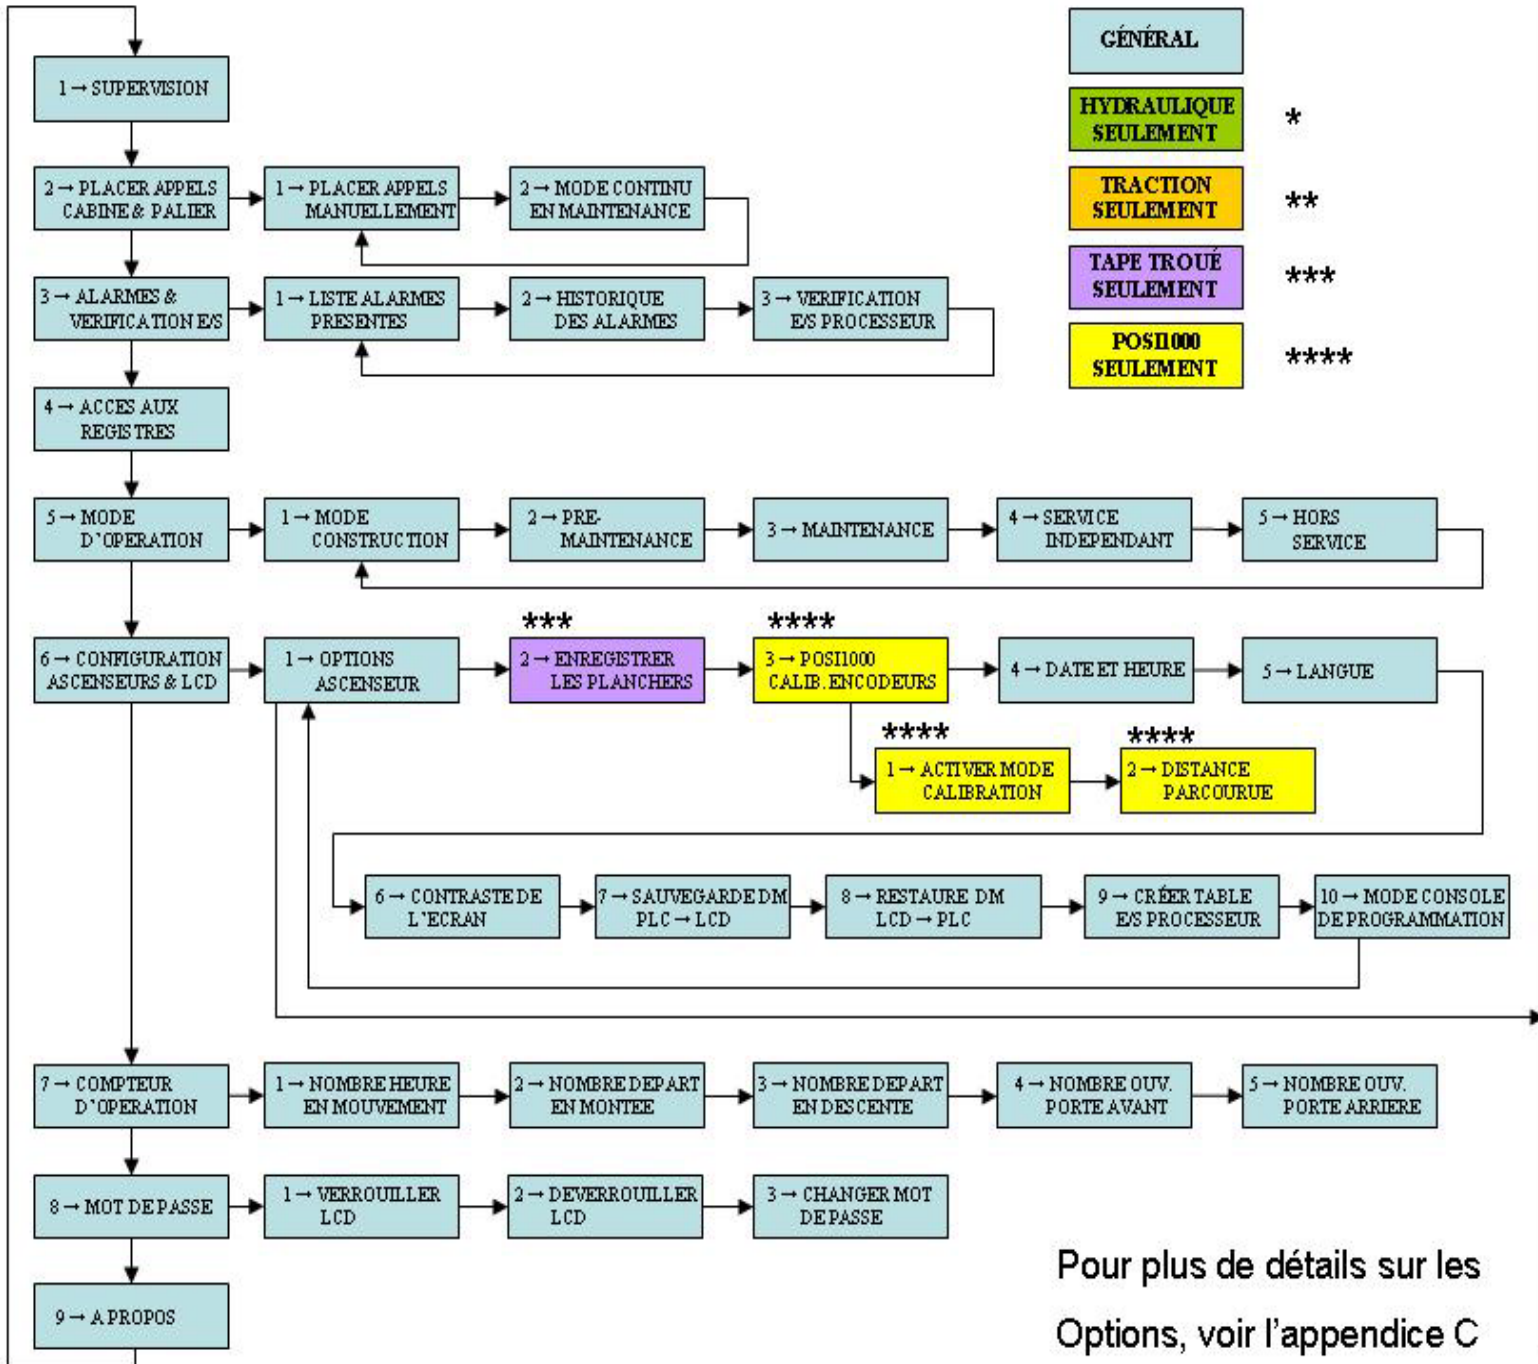 GÉNÉRAL
HYDRAULIQUE
SEULEMENT
*
TRACTION
SEULEMENT
**
TAPE TROUÉ
SEULEMENT
***
POSI1000
SEULEMENT
****
1 → SUPERVISION
2 → PLACER APPELS
CABINE & PALIER
1 → PLACER APPELS
MANUELLEMENT
2 → MODE CONTINU
EN MAINTENANCE
3 → ALARMES &
VERIFICATION E/S
1 → LISTE ALARMES
PRESENTES
2 → HISTORIQUE
DES ALARMES
3 → VERIFICATION
E/S PROCESSEUR
4 → ACCES AUX
REGISTRES
5 → MODE
D'OPERATION
1 → MODE
CONSTRUCTION
2 → PRE-
MAINTENANCE
3 → MAINTENANCE
4 → SERVICE
INDEPENDANT
5 → HORS
SERVICE
6 → CONFIGURATION
ASCENSEURS & LCD
1 → OPTIONS
ASCENSEUR
***
2 → ENREGISTRER
LES PLANCHERS
****
3 → POSI1000
CALIB. ENCODEURS
4 → DATE ET HEURE
5 → LANGUE
****
1 → ACTIVER MODE
CALIBRATION
****
2 → DISTANCE
PARCOURUE
6 → CONTRASTE DE
L'ECRAN
7 → SAUVEGARDE DM
PLC → LCD
8 → RESTAURE DM
LCD → PLC
9 → CRÉER TABLE
E/S PROCESSEUR
10 → MODE CONSOLE
DE PROGRAMMATION
7 → COMPTEUR
D'OPERATION
1 → NOMBRE HEURE
EN MOUVEMENT
2 → NOMBRE DEPART
EN MONTEE
3 → NOMBRE DEPART
EN DESCENTE
4 → NOMBRE OUV.
PORTE AVANT
5 → NOMBRE OUV.
PORTE ARRIERE
8 → MOT DE PASSE
1 → VERROUILLER
LCD
2 → DEVERROUILLER
LCD
3 → CHANGER MOT
DE PASSE
9 → A PROPOS
Pour plus de détails sur les
Options, voir l'appendice C